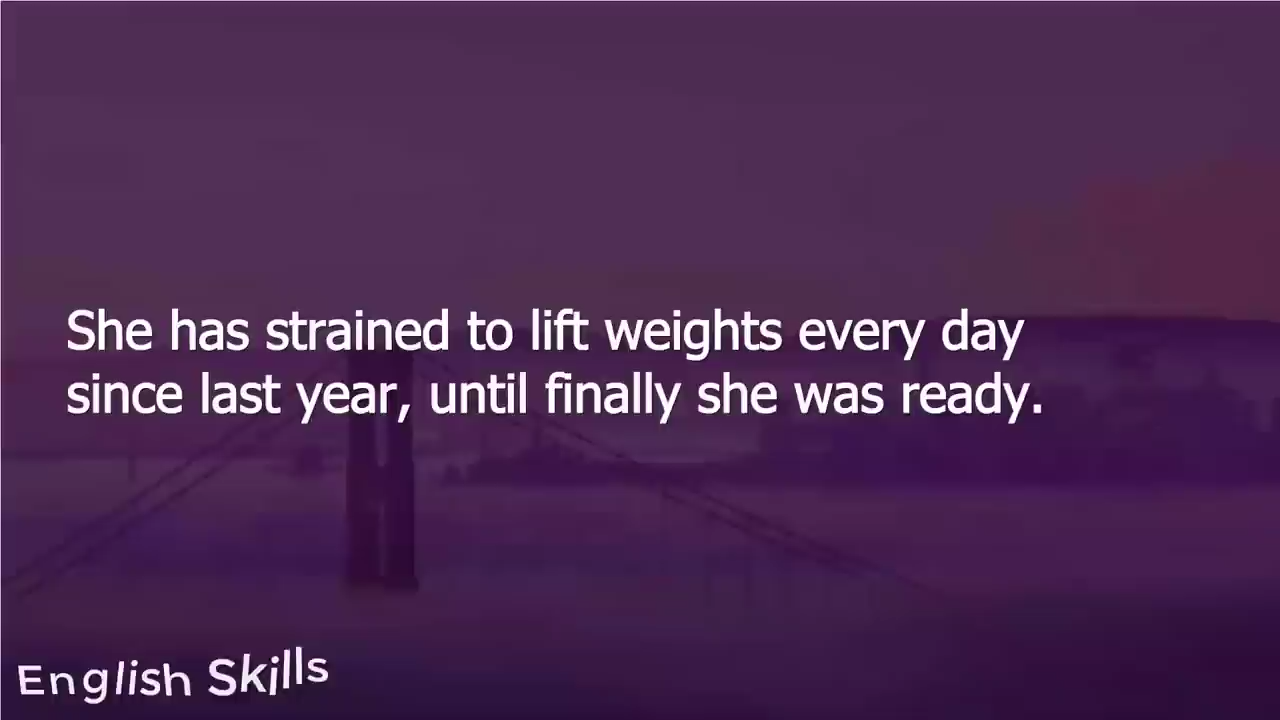 She has strained to lift weights every day
since last year, until finally she was ready.
English Skills